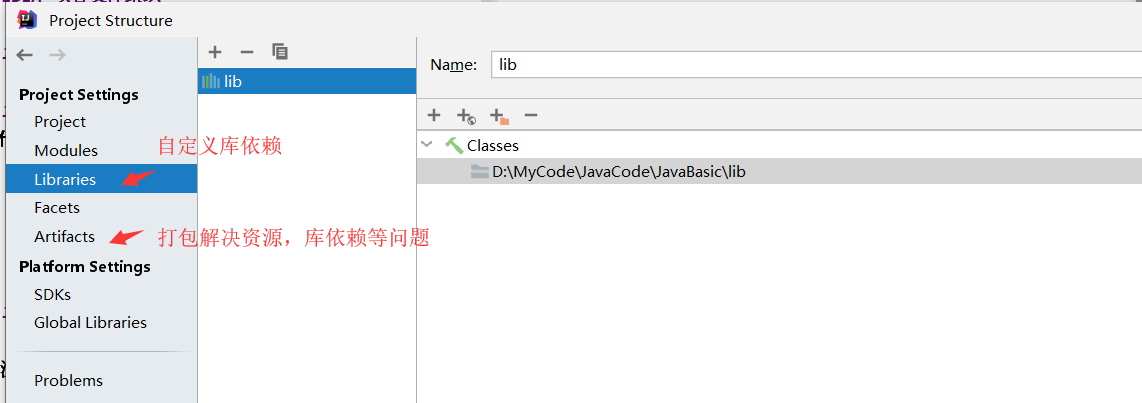 Project Structure
Name:
lib
lib
Project Settings
Project
Modules
自定义库依赖
Classes
Libraries
D:\MyCode\JavaCode\JavaBasic\lib
Facets
Artifacts
打包解决资源，库依赖等问题
Platform Settings
SDKs
Global Libraries
Problems